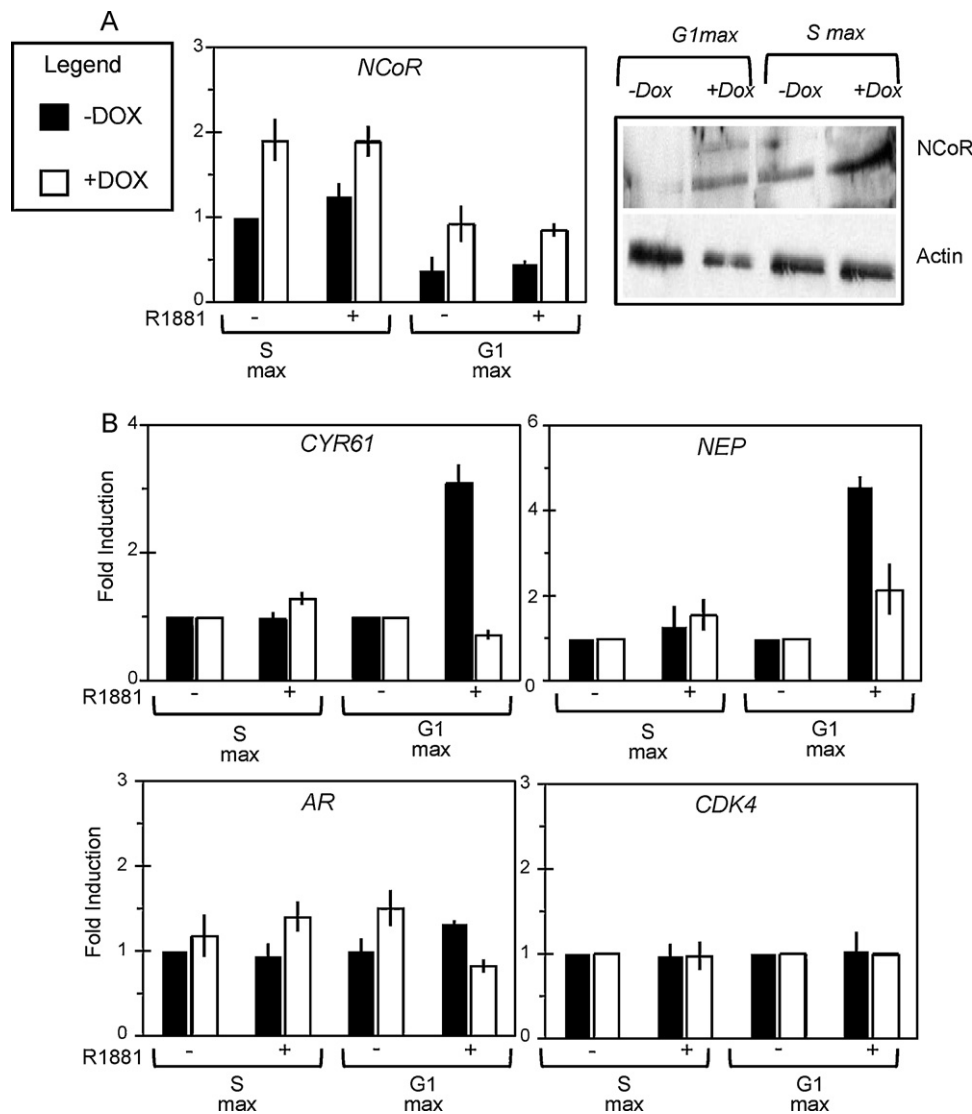 A
Legend
-DOX
+DOX
NCoR
3
2
1
0
R1881 - + - +
S
max
G1
max
G1max S max
-Dox +Dox -Dox +Dox
NCoR
Actin
B
CYR61
Fold Induction
4
2
1
0
R1881 - + - +
S
max
G1
max
NEP
6
4
2
1
0
- + - +
S
max
G1
max
AR
Fold Induction
3
2
1
0
R1881 - + - +
S
max
G1
max
CDK4
3
2
1
0
- + - +
S
max
G1
max